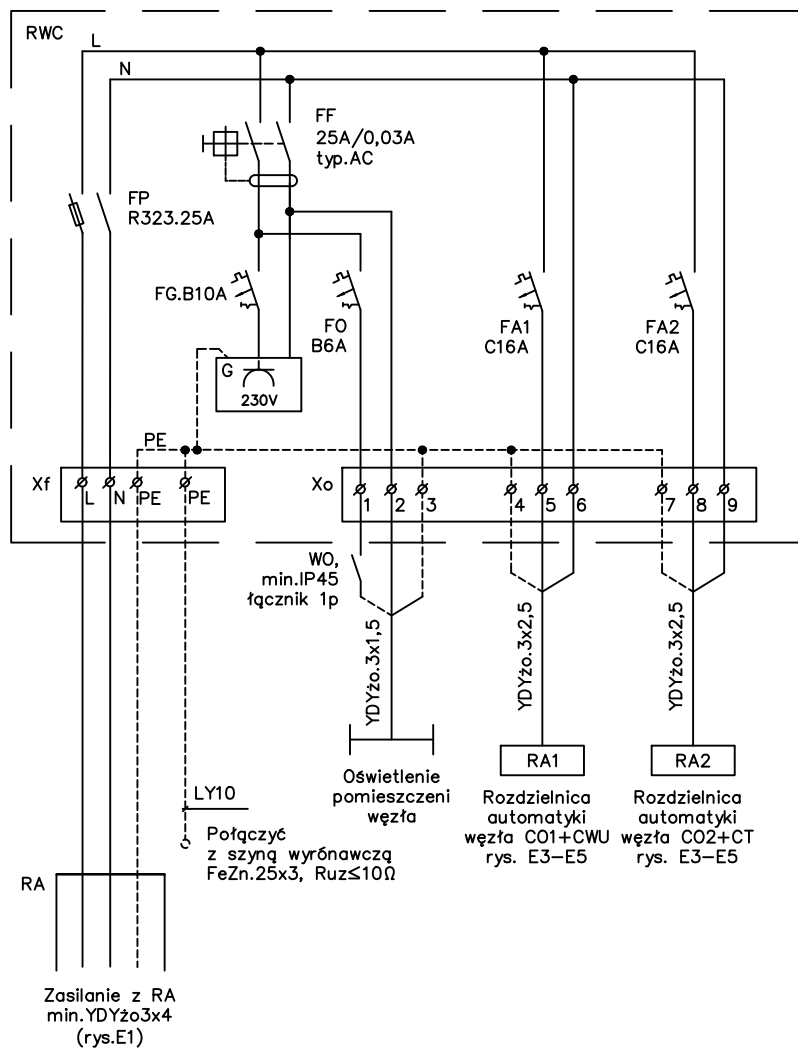 RWC
L
N
FF
25A/0,03A
typ.AC
FP
R323.25A
FG.B10A
FO
B6A
FA1
C16A
FA2
C16A
G
230V
PE
Xf
L
N
PE
PE
Xo
1
2
3
4
5
6
7
8
9
WO,
min.IP45
łącznik 1p
YDYżo.3x1,5
YDYżo.3x2,5
YDYżo.3x2,5
RA1
RA2
Oświetlenie
pomieszczeni
węzła
Rozdzielnica
automatyki
węzła CO1+CWU
rys. E3-E5
Rozdzielnica
automatyki
węzła CO2+CT
rys. E3-E5
LY10
Połączyć
z szyną wyrónawczą
FeZn.25x3, Ruz≤10Ω
RA
Zasilanie z RA
min.YDYżo3x4
(rys.E1)